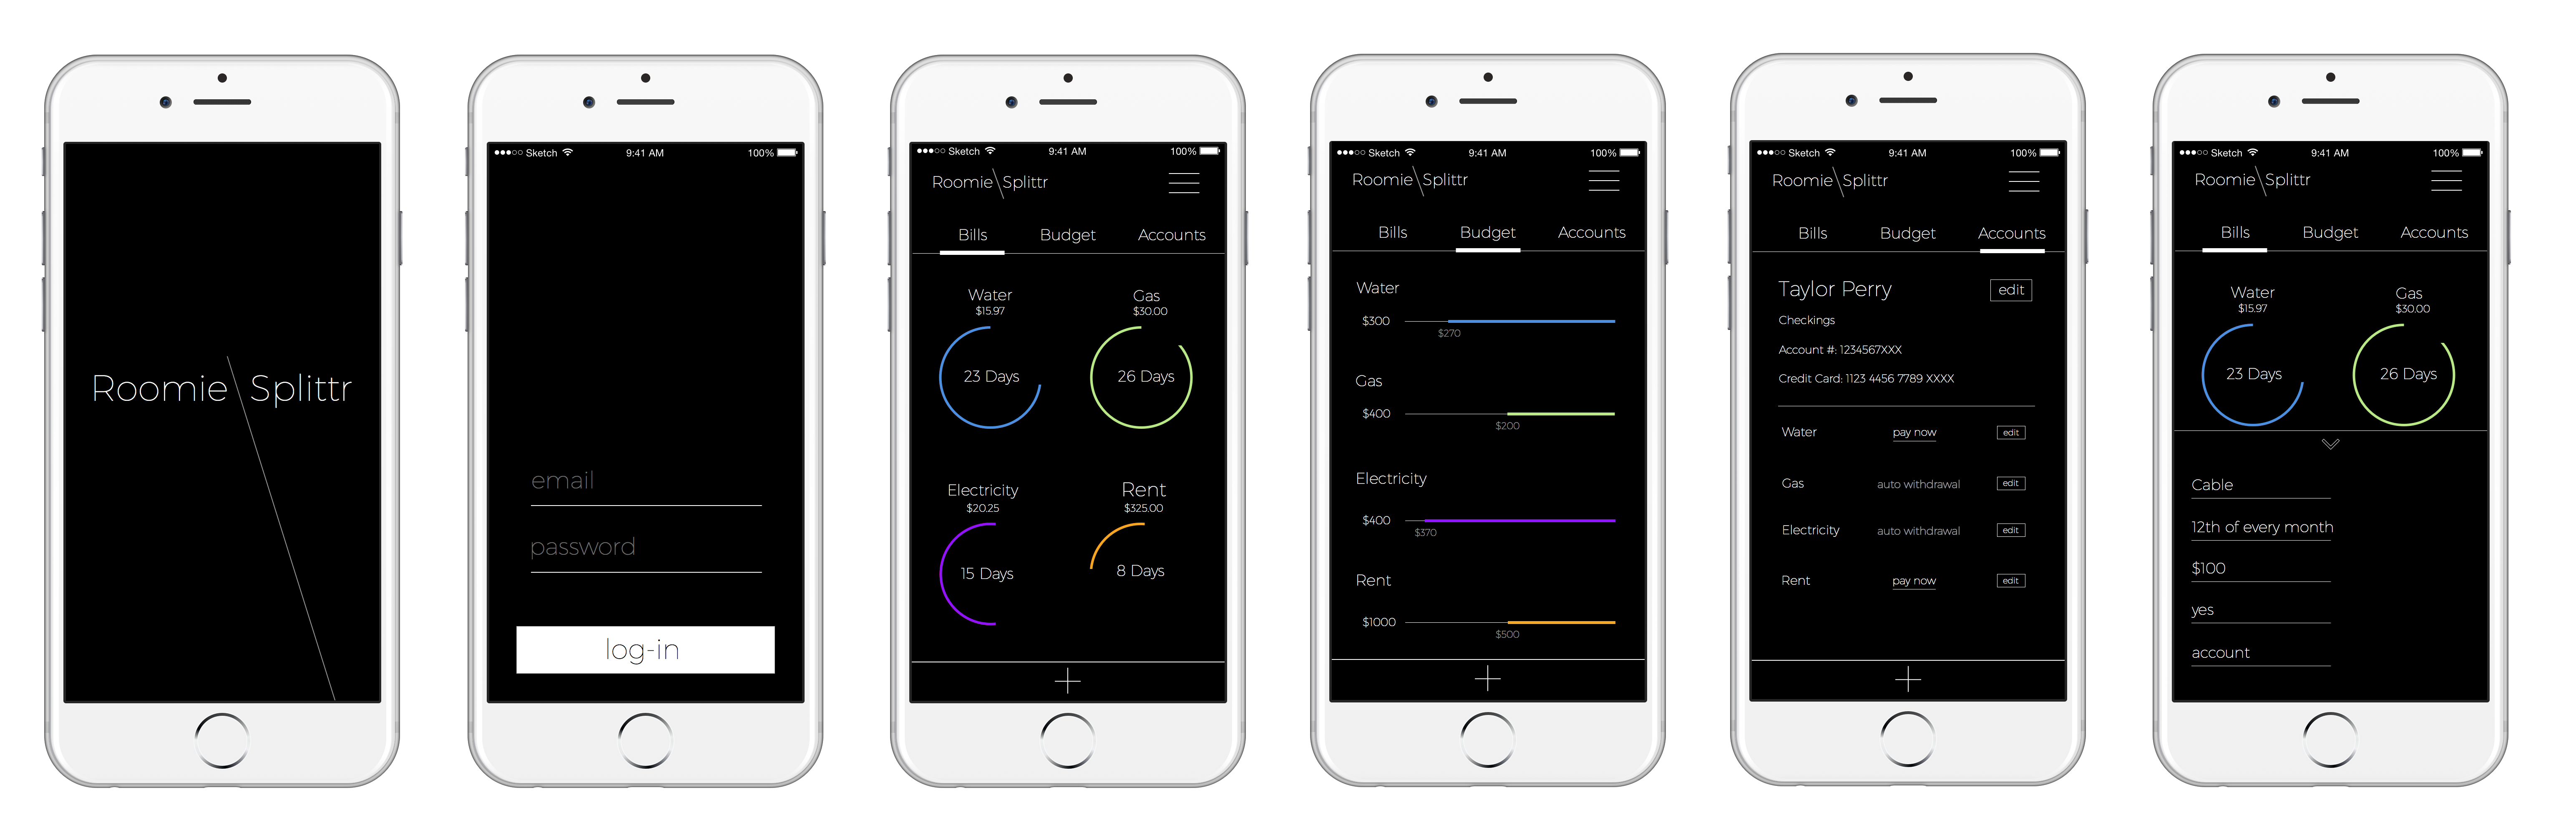 Roomie Splittr
Sketch 9:41 AM 100%
email
password
log-in
Sketch 9:41 AM 100%
Roomie Splittr
Bills Budget Accounts
Water Gas
$15.97 $30.00
23 Days 26 Days
Electricity Rent
$20.25 $325.00
15 Days 8 Days
Sketch 9:41 AM 100%
Roomie Splittr
Bills Budget Accounts
Water
$300
$270
Gas
$400
$200
Electricity
$400
$370
Rent
$1000
$500
Sketch 9:41 AM 100%
Roomie Splittr
Bills Budget Accounts
Taylor Perry edit
Checkings
Account #: 1234567XXX
Credit Card: 1123 4456 7789 XXXX
Water pay now edit
Gas auto withdrawal edit
Electricity auto withdrawal edit
Rent pay now edit
Sketch 9:41 AM 100%
Roomie Splittr
Bills Budget Accounts
Water Gas
$15.97 $30.00
23 Days 26 Days
Cable
12th of every month
$100
yes
account